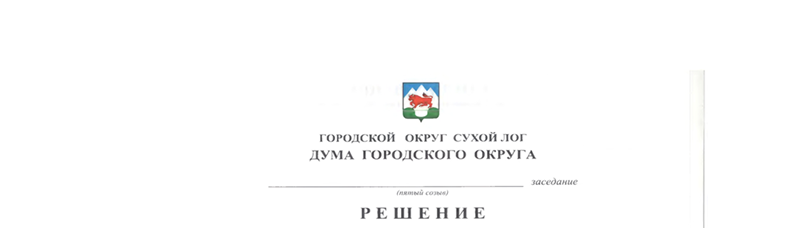 ГОРОДСКОЙ ОКРУГ СУХОЙ ЛОГ
ДУМА ГОРОДСКОГО ОКРУГА
заседание
(пятый созыв)
РЕШЕНИЕ